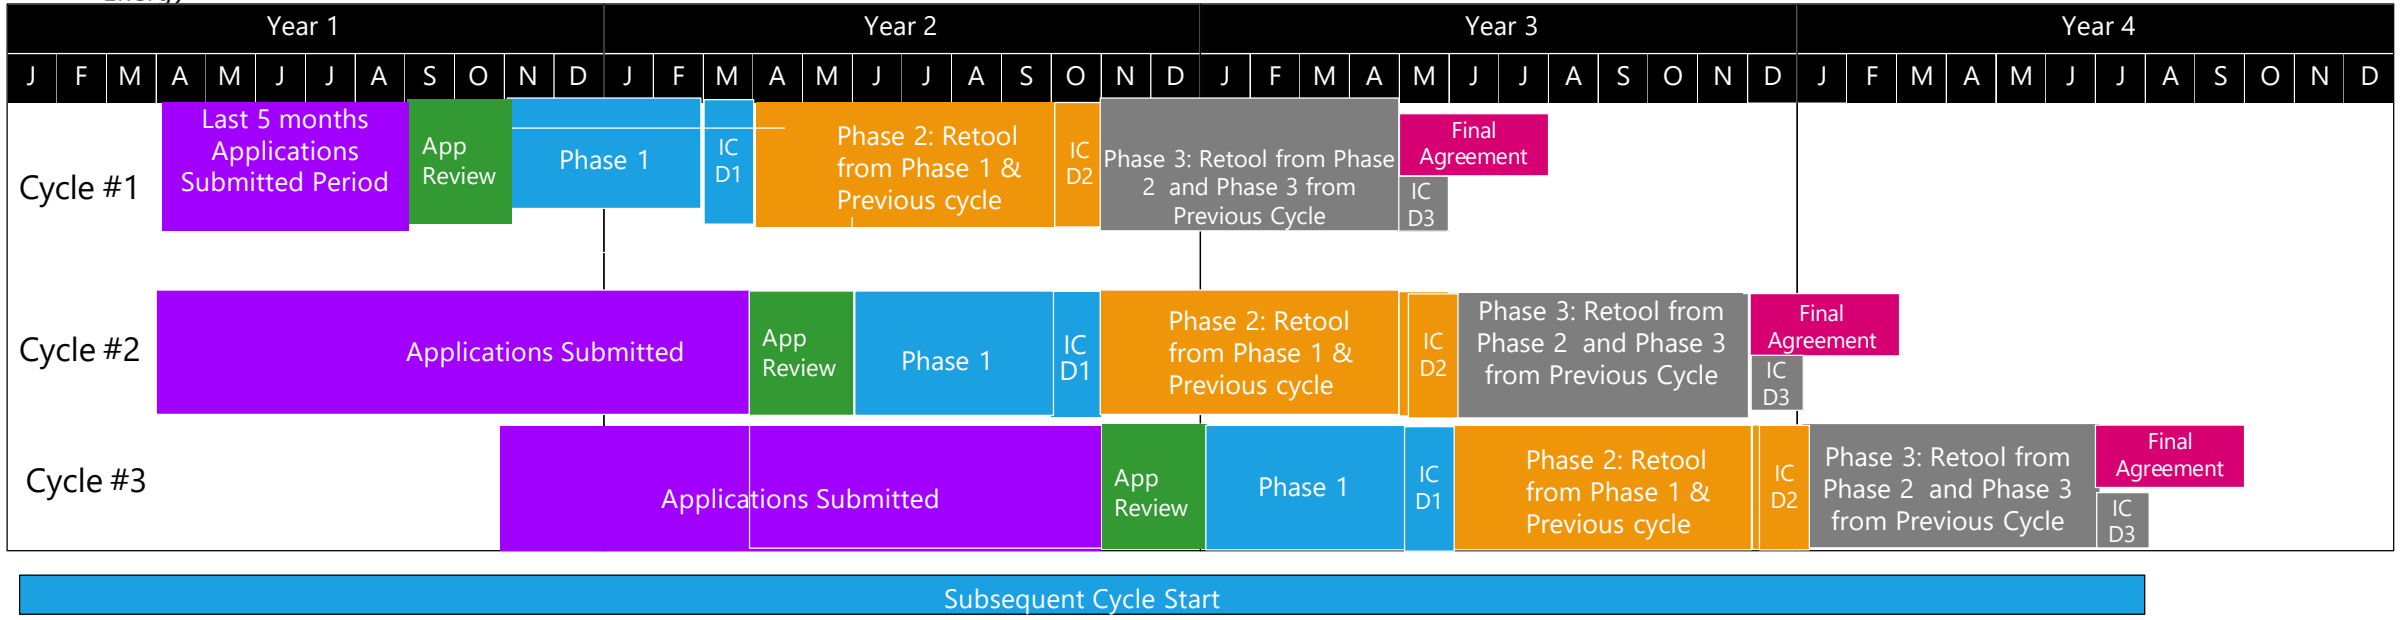 Year 1 Year 2 Year 3 Year 4
J F M A M J J A S O N D J F M A M J J A S O N D J F M A M J J A S O N D J F M A M J J A S O N D
Cycle #1
Last 5 months
Applications
Submitted Period
App
Review
Phase 1
IC
D1
Phase 2: Retool
from Phase 1 &
Previous cycle
IC
D2
Phase 3: Retool from Phase
2 and Phase 3 from
Previous Cycle
Final
Agreement
IC
D3
Cycle #2
Applications Submitted
App
Review
Phase 1
IC
D1
Phase 2: Retool
from Phase 1 &
Previous cycle
IC
D2
Phase 3: Retool from
Phase 2 and Phase 3
from Previous Cycle
Final
Agreement
IC
D3
Cycle #3
Applications Submitted
App
Review
Phase 1
IC
D1
Phase 2: Retool
from Phase 1 &
Previous cycle
IC
D2
Phase 3: Retool from
Phase 2 and Phase 3
from Previous Cycle
Final
Agreement
IC
D3
Subsequent Cycle Start